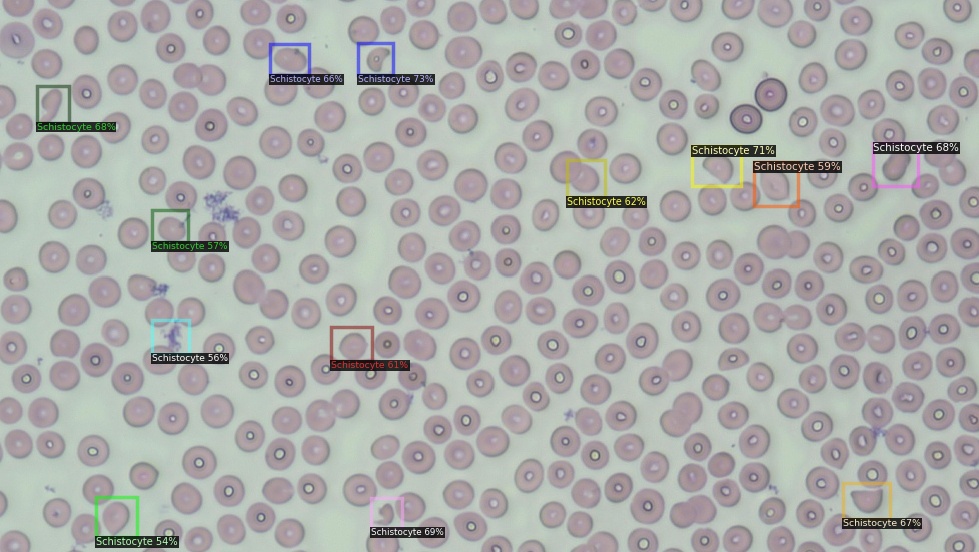 Schistocyte 66%
Schistocyte 73%
Schistocyte 68%
Schistocyte 71%
Schistocyte 68%
Schistocyte 59%
Schistocyte 62%
Schistocyte 57%
Schistocyte 56%
Schistocyte 61%
Schistocyte 67%
Schistocyte 69%
Schistocyte 54%